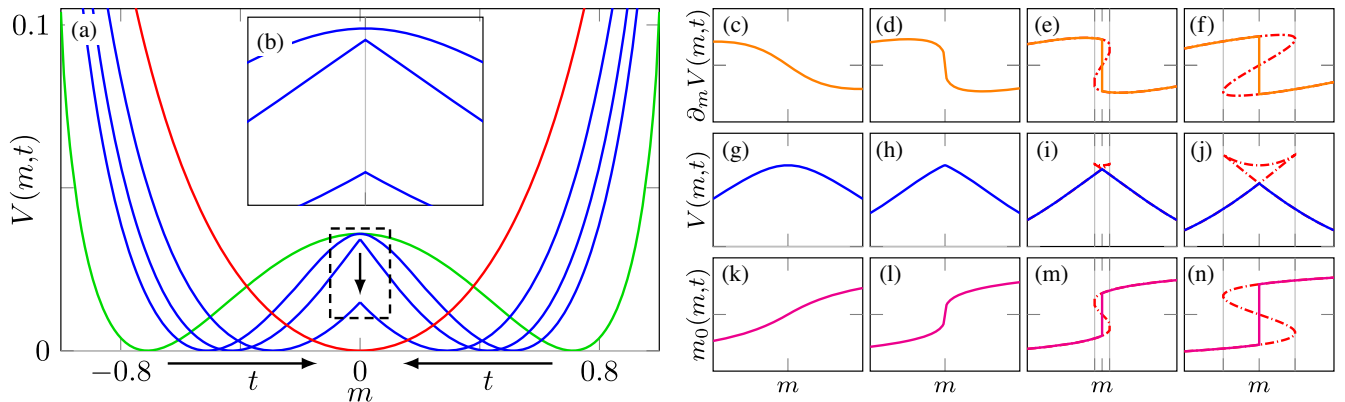 (a)
(b)
0.1
0
V(m,t)
−0.8
0
0.8
t
m
t
(c)
(d)
(e)
(f)
∂ₘV(m,t)
(g)
(h)
(i)
(j)
V(m,t)
(k)
(l)
(m)
(n)
m₀(m,t)
m
m
m
m